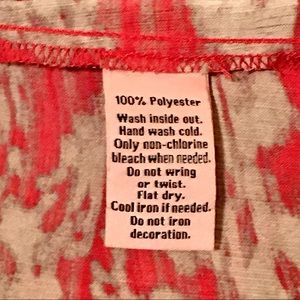 100% Polyester
Wash inside out.
Hand wash cold.
Only non-chlorine
bleach when needed.
Do not wring
or twist.
Flat dry.
Cool iron if needed.
Do not iron
decoration.